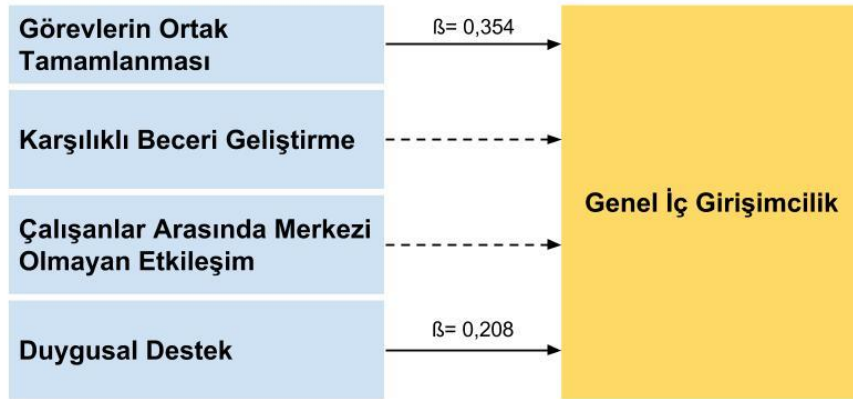 Görevlerin Ortak
Tamamlanması
ß= 0,354
Karşılıklı Beceri Geliştirme
Çalışanlar Arasında Merkezi
Olmayan Etkileşim
Duygusal Destek
ß= 0,208
Genel İç Girişimcilik